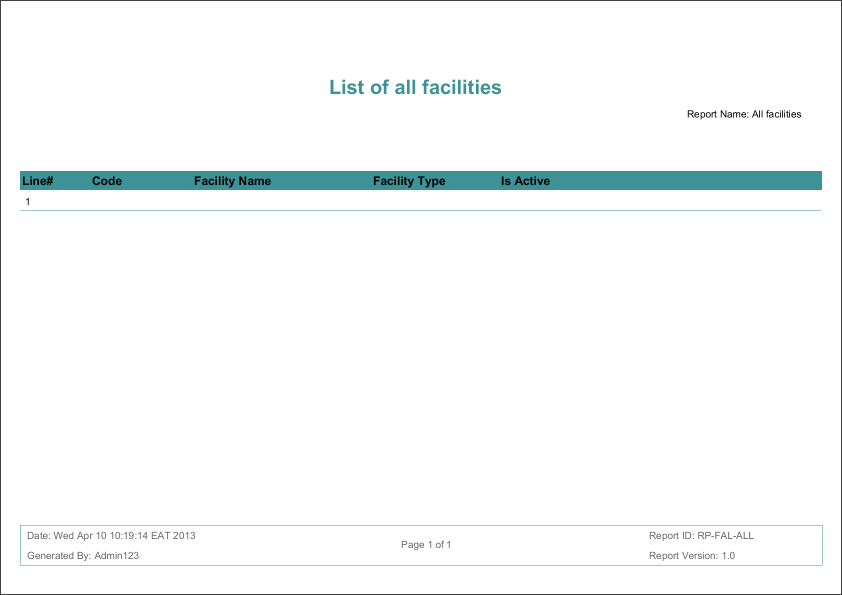 List of all facilities
Report Name: All facilities
Line# Code Facility Name Facility Type Is Active
1
Date: Wed Apr 10 10:19:14 EAT 2013
Generated By: Admin123
Page 1 of 1
Report ID: RP-FAL-ALL
Report Version: 1.0